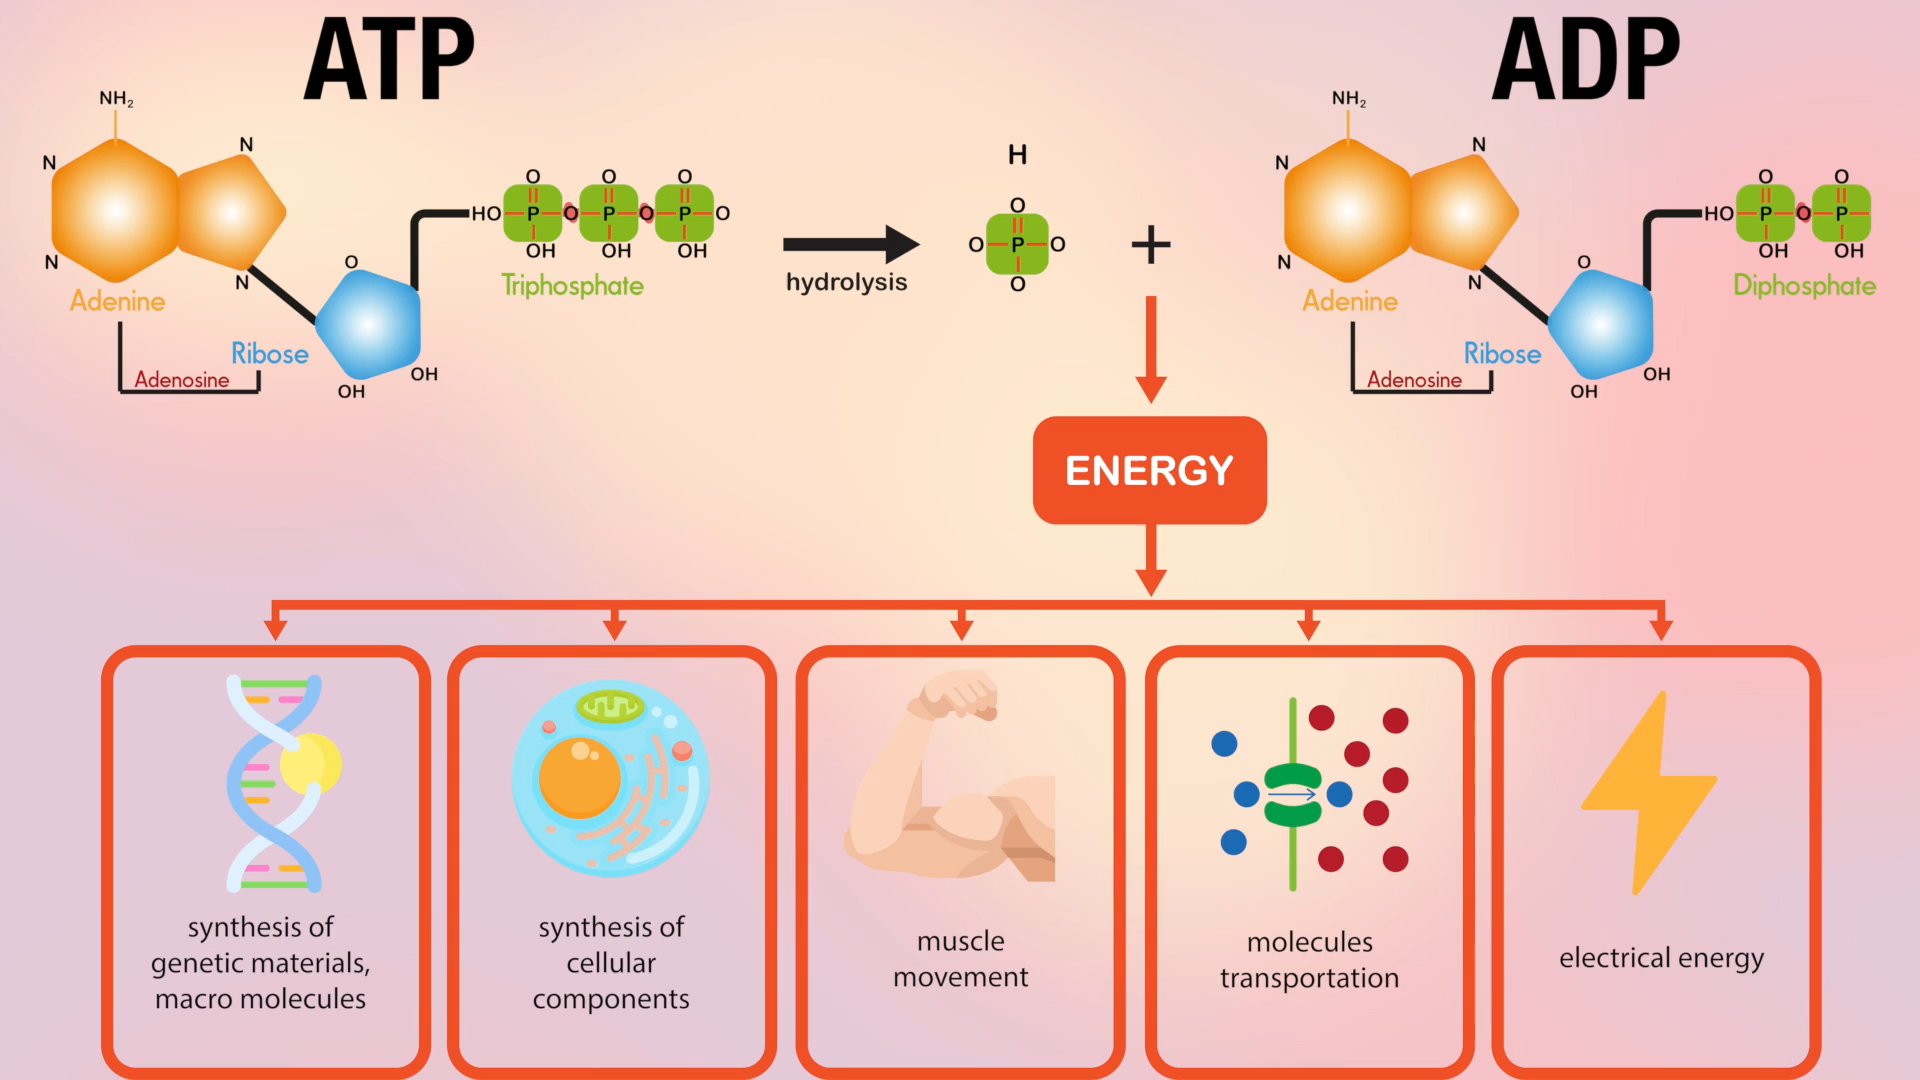 ATP
ADP
NH₂
N
N
N
N
Adenine
Ribose
Adenosine
O
OH
OH
HO
O
O
O
P
O
P
O
P
O
OH
OH
OH
Triphosphate
hydrolysis
H
O
O
P
O
O
+
NH₂
N
N
N
N
Adenine
Ribose
Adenosine
O
OH
OH
HO
O
O
P
O
P
OH
OH
Diphosphate
ENERGY
synthesis of
genetic materials,
macro molecules
synthesis of
cellular
components
muscle
movement
molecules
transportation
electrical energy